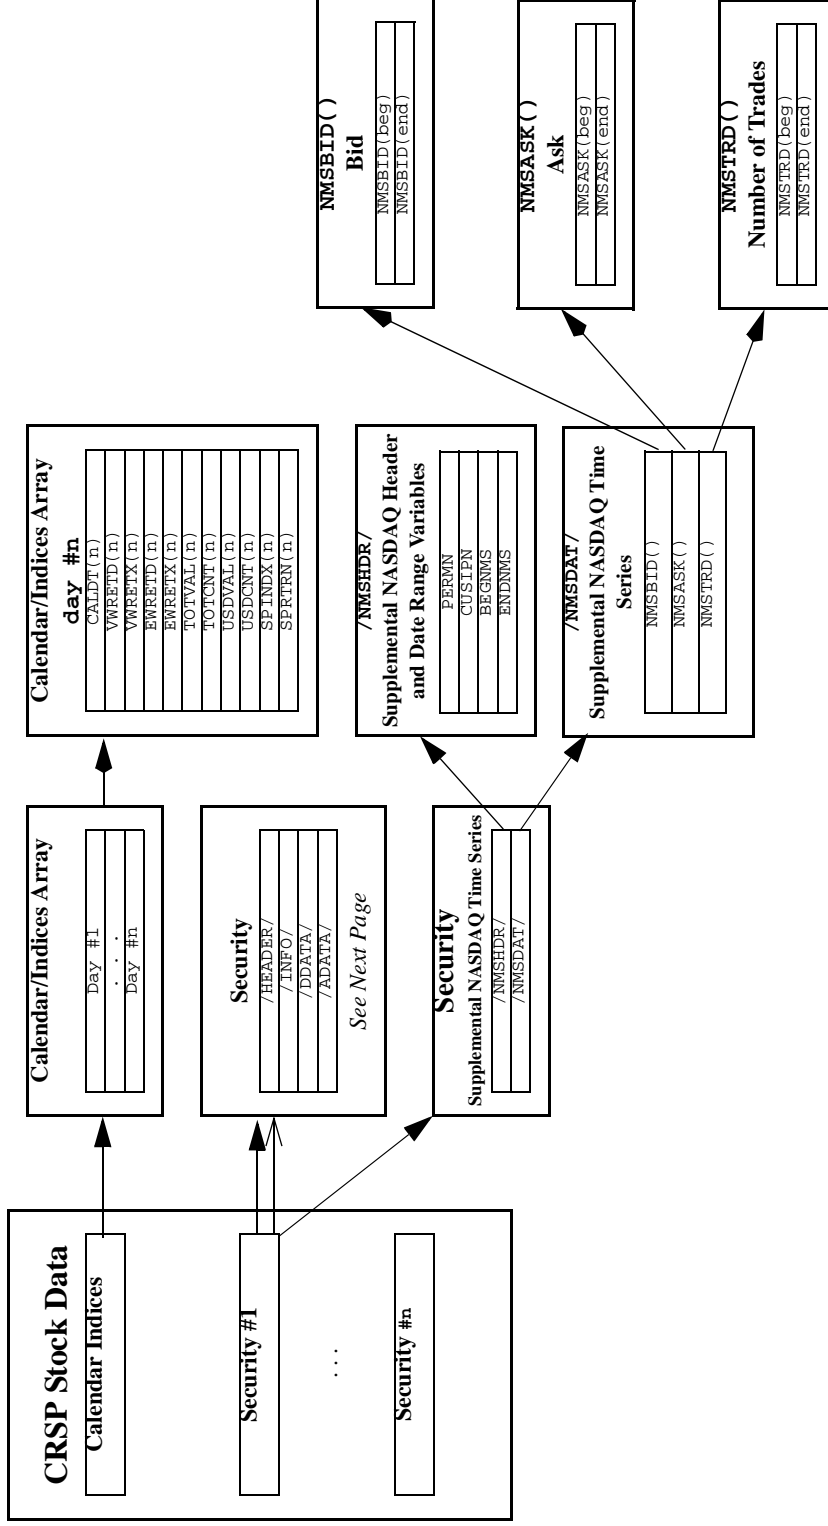 CRSP Stock Data
Calendar Indices
Security #1
. . .
Security #n
Calendar/Indices Array
Day #1
. . .
Day #n
Security
/HEADER/
/INFO/
/DDATA/
/ADATA/
See Next Page
Security
Supplemental NASDAQ Time Series
/NMSHDR/
/NMSDAT/
Calendar/Indices Array
day #n
CALDT(n)
VWRETD(n)
VWRETX(n)
EWRETD(n)
EWRETX(n)
TOTVAL(n)
TOTCNT(n)
USDVAL(n)
USDCNT(n)
SPINDX(n)
SPRTRN(n)
/NMSHDR/
Supplemental NASDAQ Header
and Date Range Variables
PERMN
CUSIPN
BEGNMS
ENDNMS
/NMSDAT/
Supplemental NASDAQ Time
Series
NMSBID()
NMSASK()
NMSTRD()
NMSBID()
Bid
NMSBID(beg)
NMSBID(end)
NMSASK()
Ask
NMSASK(beg)
NMSASK(end)
NMSTRD()
Number of Trades
NMSTRD(beg)
NMSTRD(end)